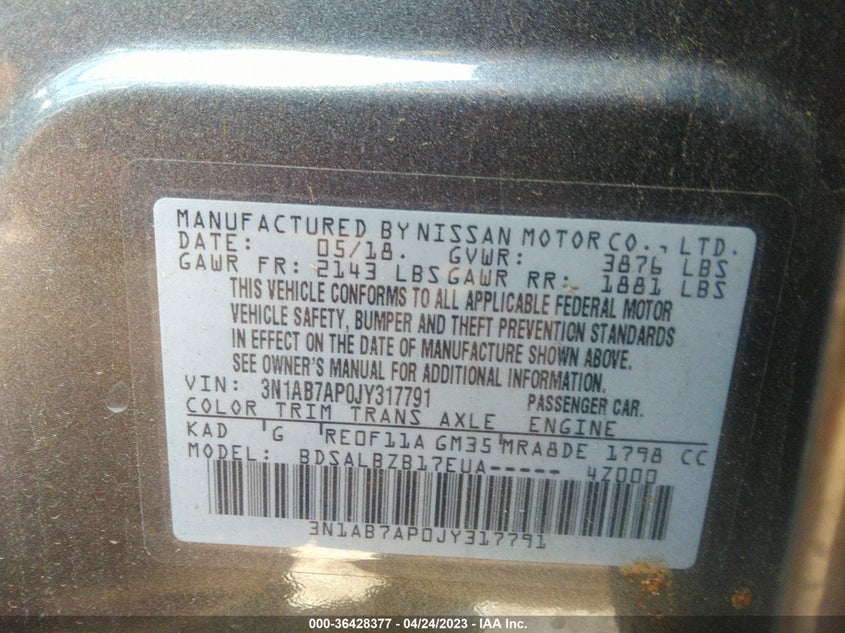 MANUFACTURED BY NISSAN MOTOR CO., LTD.
DATE: 05/18. GVWR: 3876 LBS
GAWR FR: 2143 LBS GAWR RR: 1881 LBS
THIS VEHICLE CONFORMS TO ALL APPLICABLE FEDERAL MOTOR
VEHICLE SAFETY, BUMPER AND THEFT PREVENTION STANDARDS
IN EFFECT ON THE DATE OF MANUFACTURE SHOWN ABOVE.
SEE OWNER'S MANUAL FOR ADDITIONAL INFORMATION.
VIN: 3N1AB7AP0JY317791 PASSENGER CAR.
COLOR TRIM TRANS AXLE ENGINE
KAD G RE0F11A GM35 MRA8DE 1798 CC
MODEL: BDSALBZB17EUA----- 4Z000
3N1AB7AP0JY317791
000-36428377 - 04/24/2023 - IAA Inc.